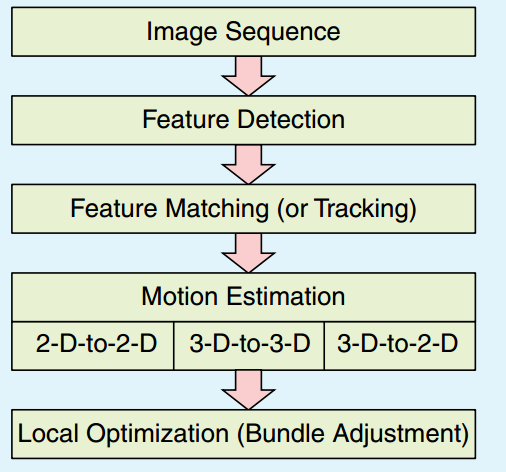 Image Sequence
Feature Detection
Feature Matching (or Tracking)
Motion Estimation
2-D-to-2-D
3-D-to-3-D
3-D-to-2-D
Local Optimization (Bundle Adjustment)